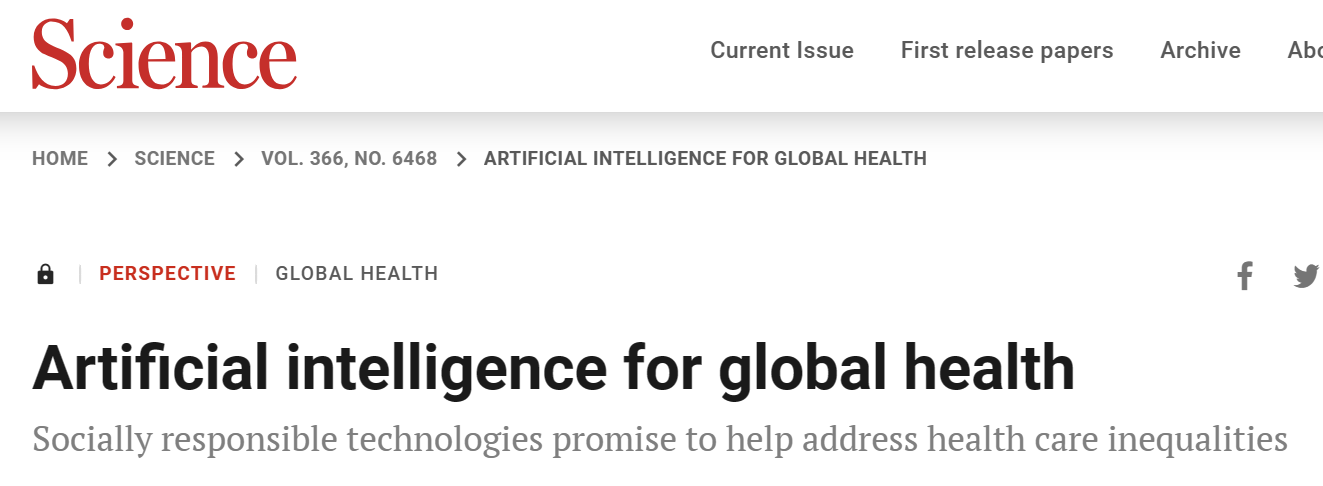 Science
Current Issue First release papers Archive
HOME > SCIENCE > VOL. 366, NO. 6468 > ARTIFICIAL INTELLIGENCE FOR GLOBAL HEALTH
PERSPECTIVE | GLOBAL HEALTH
Artificial intelligence for global health
Socially responsible technologies promise to help address health care inequalities